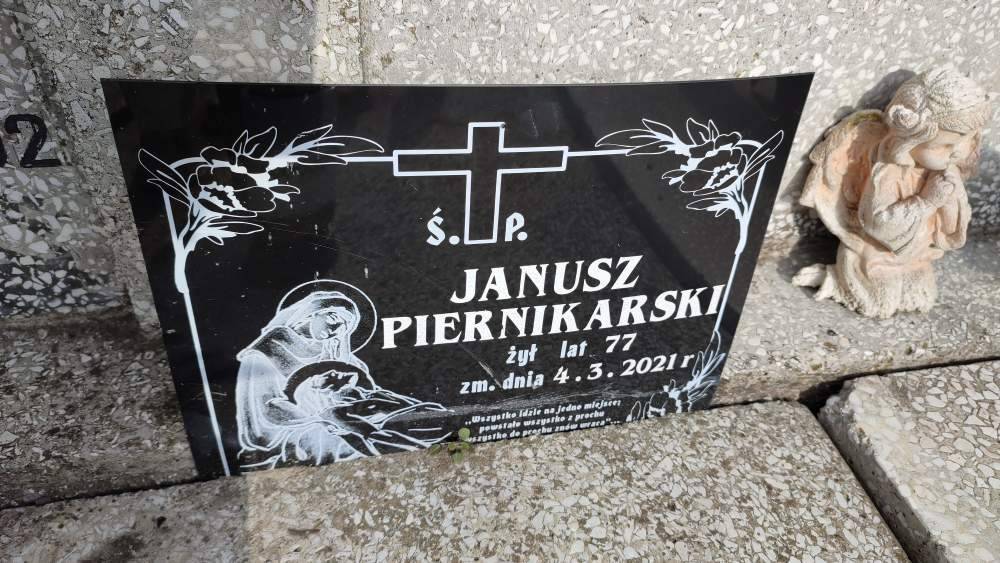 52
Ś. P.
JANUSZ
PIERNIKARSKI
żył lat 77
zm. dnia 4.3.2021 r
„Wszystko idzie na jedno miejsce;
powstało wszystko z prochu
wszystko do prochu znów wraca"...